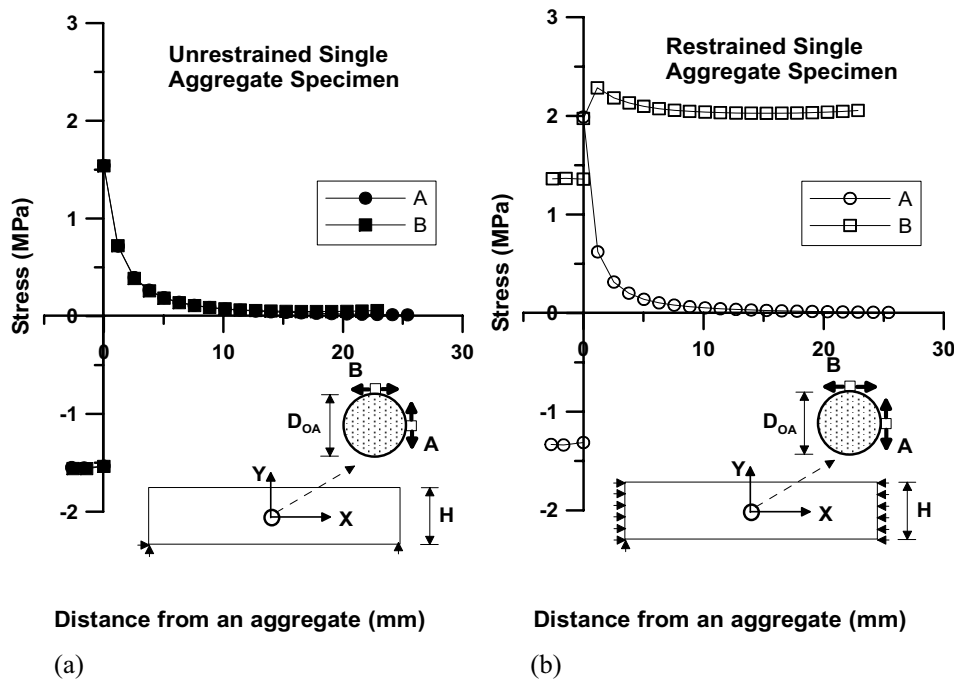 3
2
1
0
-1
-2
0
10
20
30
Stress (MPa)
Unrestrained Single
Aggregate Specimen
A
B
B
D_OA
A
Y
X
H
Distance from an aggregate (mm)
(a)
3
2
1
0
-1
-2
0
10
20
30
Stress (MPa)
Restrained Single
Aggregate Specimen
A
B
B
D_OA
A
Y
X
H
Distance from an aggregate (mm)
(b)